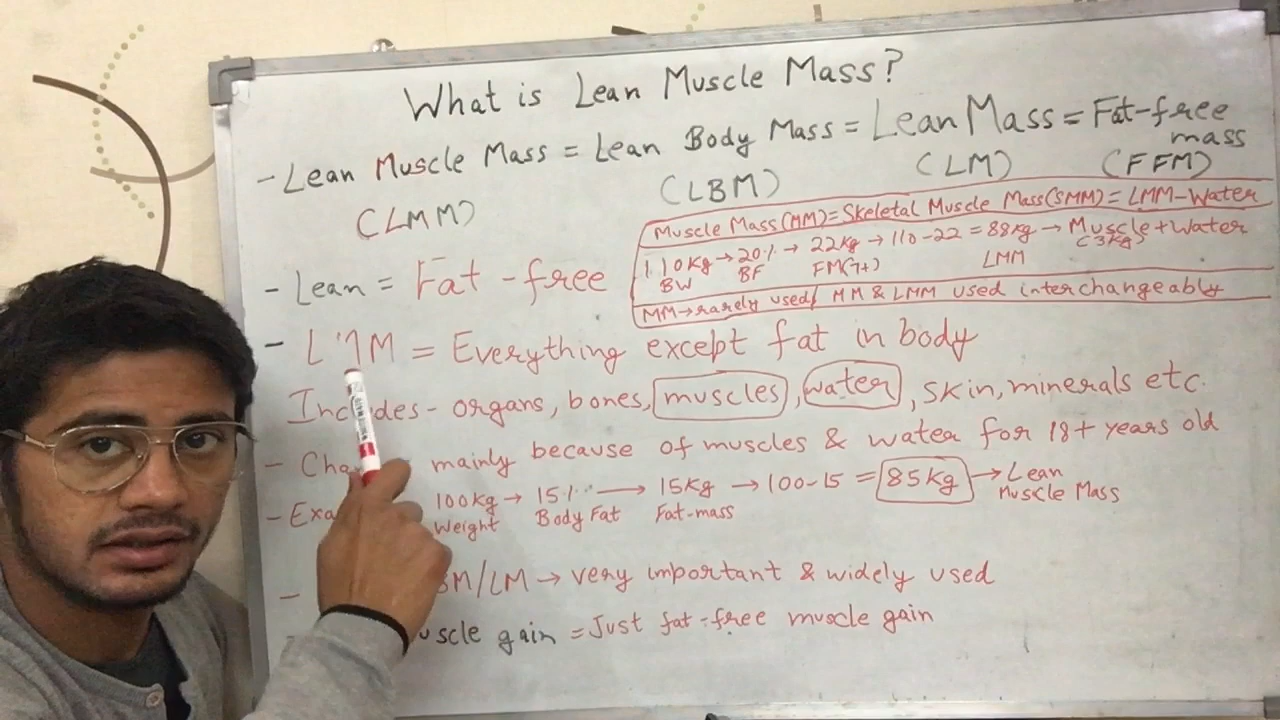 What is Lean Muscle Mass?
- Lean Muscle Mass = Lean Body Mass = Lean Mass = Fat-free mass
(LMM) (LBM) (LM) (FFM)
Muscle Mass(MM)=Skeletal Muscle Mass(SMM)= LMM-Water
110Kg → 20% → 22Kg → 110-22 = 88Kg → Muscle + Water
BW BF FM(7+) LMM (3Kg)
MM→rarely used/ MM & LMM used interchangeably
- Lean = Fat-free
- LMM = Everything except fat in body
Includes - organs, bones, muscles, water, skin, minerals etc.
- mainly because of muscles & water for 18+ years old
- 100Kg → 15% → 15Kg → 100-15 = 85Kg → Lean Muscle Mass
Weight Body Fat Fat-mass
- BM/LM → very important & widely used
- uscle gain = Just fat-free muscle gain